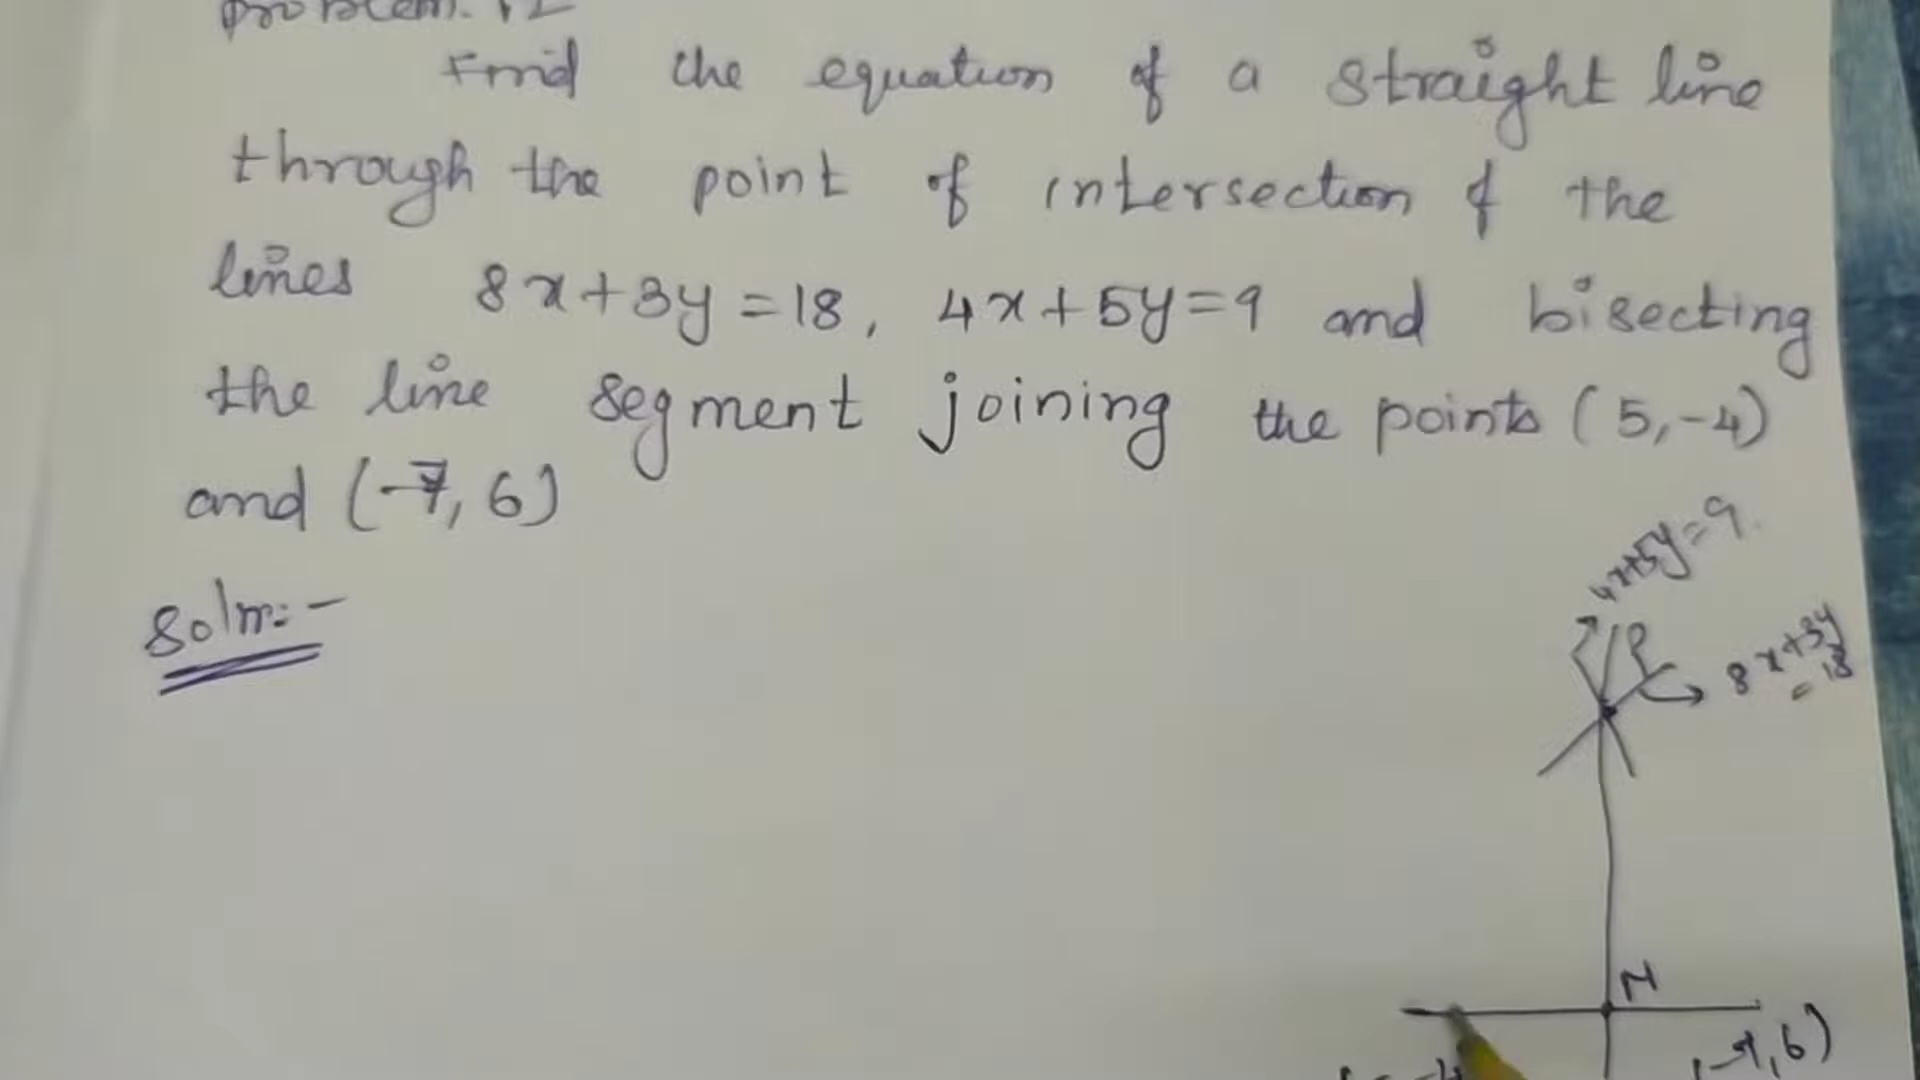 problem. 12
Find the equation of a straight line
through the point of intersection of the
lines 8x+3y=18, 4x+5y=9 and bisecting
the line segment joining the points (5,-4)
and (-7, 6)
Soln:-
4x+5y=9.
P
8x+3y
=18
M
(-7,6)